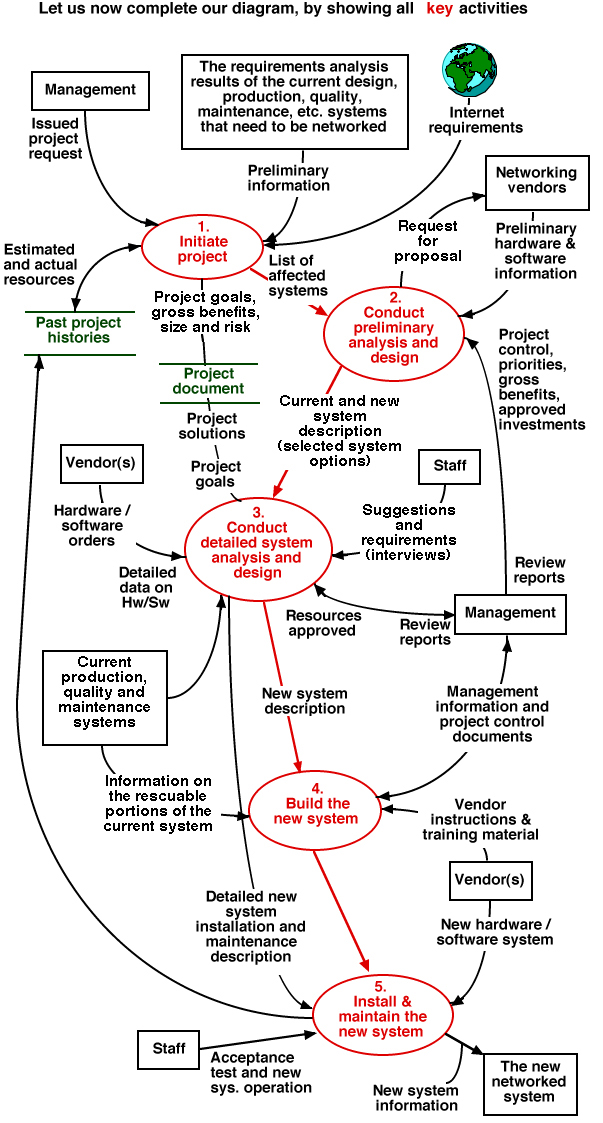 Let us now complete our diagram, by showing all key activities
Management
The requirements analysis
results of the current design,
production, quality,
maintenance, etc. systems
that need to be networked
Issued
project
request
Internet
requirements
Preliminary
information
Networking
vendors
1.
Initiate
project
Request
for
proposal
Preliminary
hardware &
software
information
Estimated
and actual
resources
List of
affected
systems
Project goals,
gross benefits,
size and risk
2.
Conduct
preliminary
analysis and
design
Past project
histories
Project
control,
priorities,
gross
benefits,
approved
investments
Project
document
Current and new
system
description
(selected system
options)
Project
solutions
Project
goals
Vendor(s)
Staff
Hardware /
software
orders
3.
Conduct
detailed system
analysis and
design
Suggestions
and
requirements
(interviews)
Detailed
data on
Hw/Sw
Review
reports
Resources
approved
Review
reports
Management
Current
production,
quality and
maintenance
systems
New system
description
Management
information and
project control
documents
Information on
the rescuable
portions of the
current system
4.
Build the
new system
Vendor
instructions &
training material
Vendor(s)
Detailed new
system
installation and
maintenance
description
New hardware /
software system
5.
Install &
maintain the
new system
Staff
Acceptance
test and new
sys. operation
New system
information
The new
networked
system